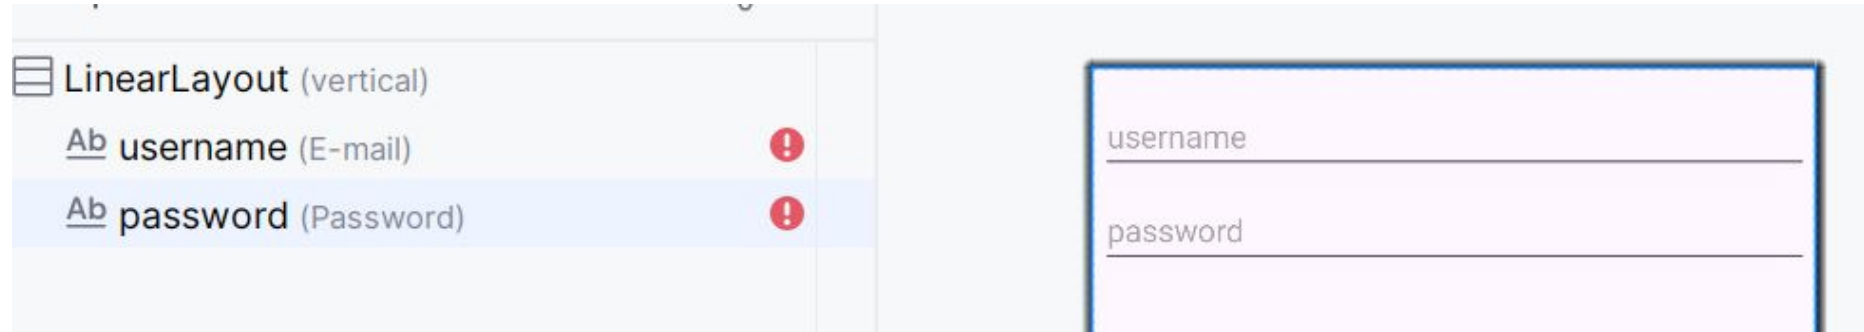 LinearLayout (vertical)
Ab username (E-mail)
Ab password (Password)
username
password